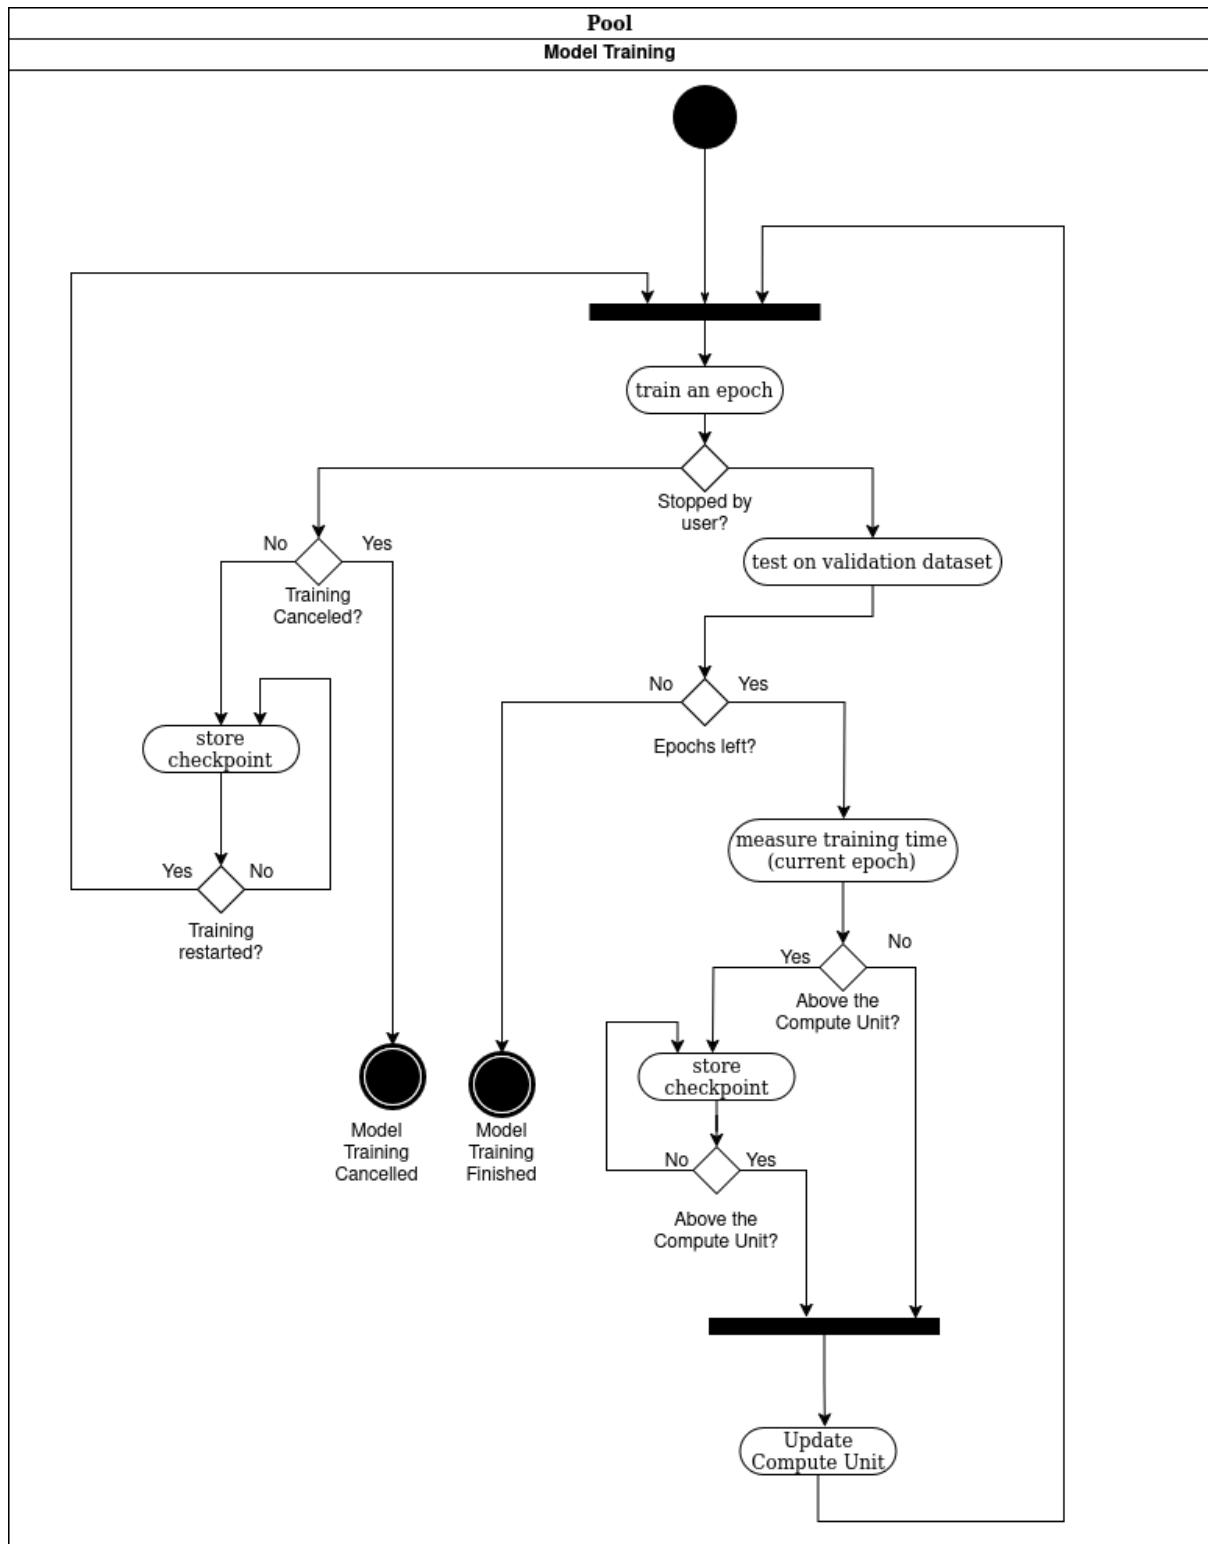 Pool
Model Training
train an epoch
Stopped by
user?
No
Yes
Training
Canceled?
test on validation dataset
No
Yes
Epochs left?
store
checkpoint
Yes
No
Training
restarted?
measure training time
(current epoch)
Yes
No
Above the
Compute Unit?
store
checkpoint
No
Yes
Above the
Compute Unit?
Model
Training
Cancelled
Model
Training
Finished
Update
Compute Unit